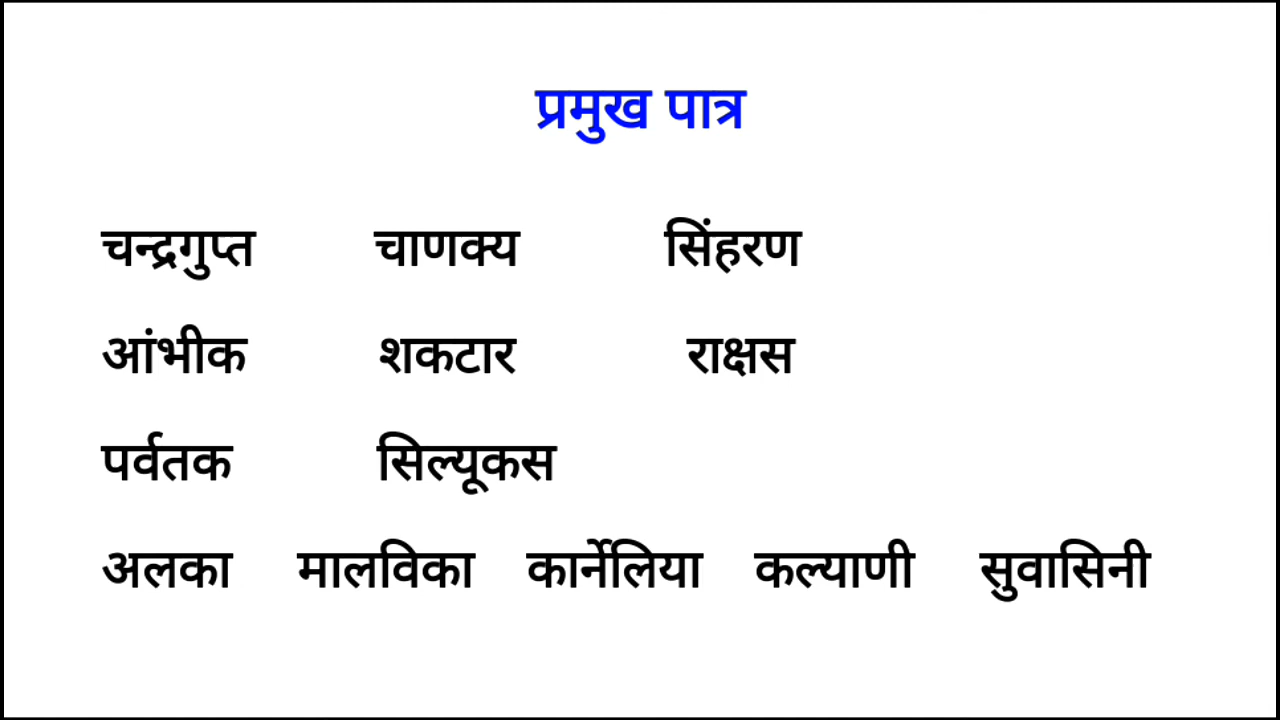 प्रमुख पात्र
चन्द्रगुप्त चाणक्य सिंहरण
आंभीक शकटार राक्षस
पर्वतक सिल्यूकस
अलका मालविका कार्नेलिया कल्याणी सुवासिनी